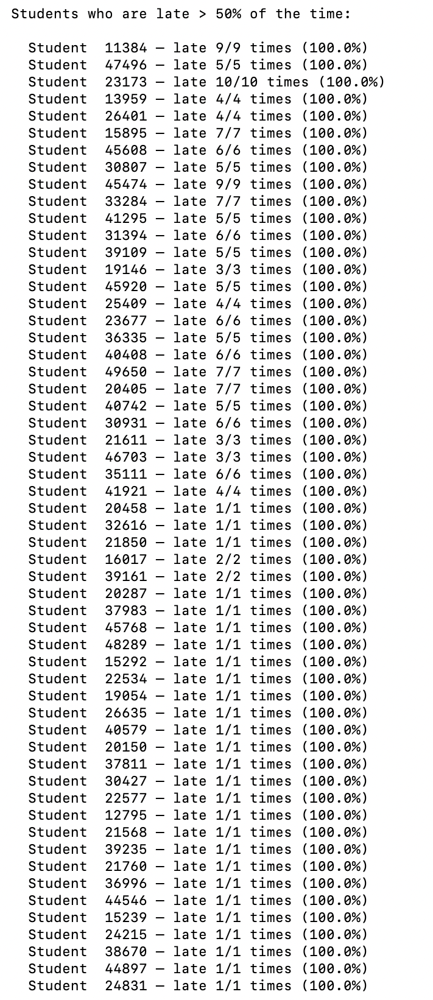 Students who are late > 50% of the time:
Student 11384 — late 9/9 times (100.0%)
Student 47496 — late 5/5 times (100.0%)
Student 23173 — late 10/10 times (100.0%)
Student 13959 — late 4/4 times (100.0%)
Student 26401 — late 4/4 times (100.0%)
Student 15895 — late 7/7 times (100.0%)
Student 45608 — late 6/6 times (100.0%)
Student 30807 — late 5/5 times (100.0%)
Student 45474 — late 9/9 times (100.0%)
Student 33284 — late 7/7 times (100.0%)
Student 41295 — late 5/5 times (100.0%)
Student 31394 — late 6/6 times (100.0%)
Student 39109 — late 5/5 times (100.0%)
Student 19146 — late 3/3 times (100.0%)
Student 45920 — late 5/5 times (100.0%)
Student 25409 — late 4/4 times (100.0%)
Student 23677 — late 6/6 times (100.0%)
Student 36335 — late 5/5 times (100.0%)
Student 40408 — late 6/6 times (100.0%)
Student 49650 — late 7/7 times (100.0%)
Student 20405 — late 7/7 times (100.0%)
Student 40742 — late 5/5 times (100.0%)
Student 30931 — late 6/6 times (100.0%)
Student 21611 — late 3/3 times (100.0%)
Student 46703 — late 3/3 times (100.0%)
Student 35111 — late 6/6 times (100.0%)
Student 41921 — late 4/4 times (100.0%)
Student 20458 — late 1/1 times (100.0%)
Student 32616 — late 1/1 times (100.0%)
Student 21850 — late 1/1 times (100.0%)
Student 16017 — late 2/2 times (100.0%)
Student 39161 — late 2/2 times (100.0%)
Student 20287 — late 1/1 times (100.0%)
Student 37983 — late 1/1 times (100.0%)
Student 45768 — late 1/1 times (100.0%)
Student 48289 — late 1/1 times (100.0%)
Student 15292 — late 1/1 times (100.0%)
Student 22534 — late 1/1 times (100.0%)
Student 19054 — late 1/1 times (100.0%)
Student 26635 — late 1/1 times (100.0%)
Student 40579 — late 1/1 times (100.0%)
Student 20150 — late 1/1 times (100.0%)
Student 37811 — late 1/1 times (100.0%)
Student 30427 — late 1/1 times (100.0%)
Student 22577 — late 1/1 times (100.0%)
Student 12795 — late 1/1 times (100.0%)
Student 21568 — late 1/1 times (100.0%)
Student 39235 — late 1/1 times (100.0%)
Student 21760 — late 1/1 times (100.0%)
Student 36996 — late 1/1 times (100.0%)
Student 44546 — late 1/1 times (100.0%)
Student 15239 — late 1/1 times (100.0%)
Student 24215 — late 1/1 times (100.0%)
Student 38670 — late 1/1 times (100.0%)
Student 44897 — late 1/1 times (100.0%)
Student 24831 — late 1/1 times (100.0%)